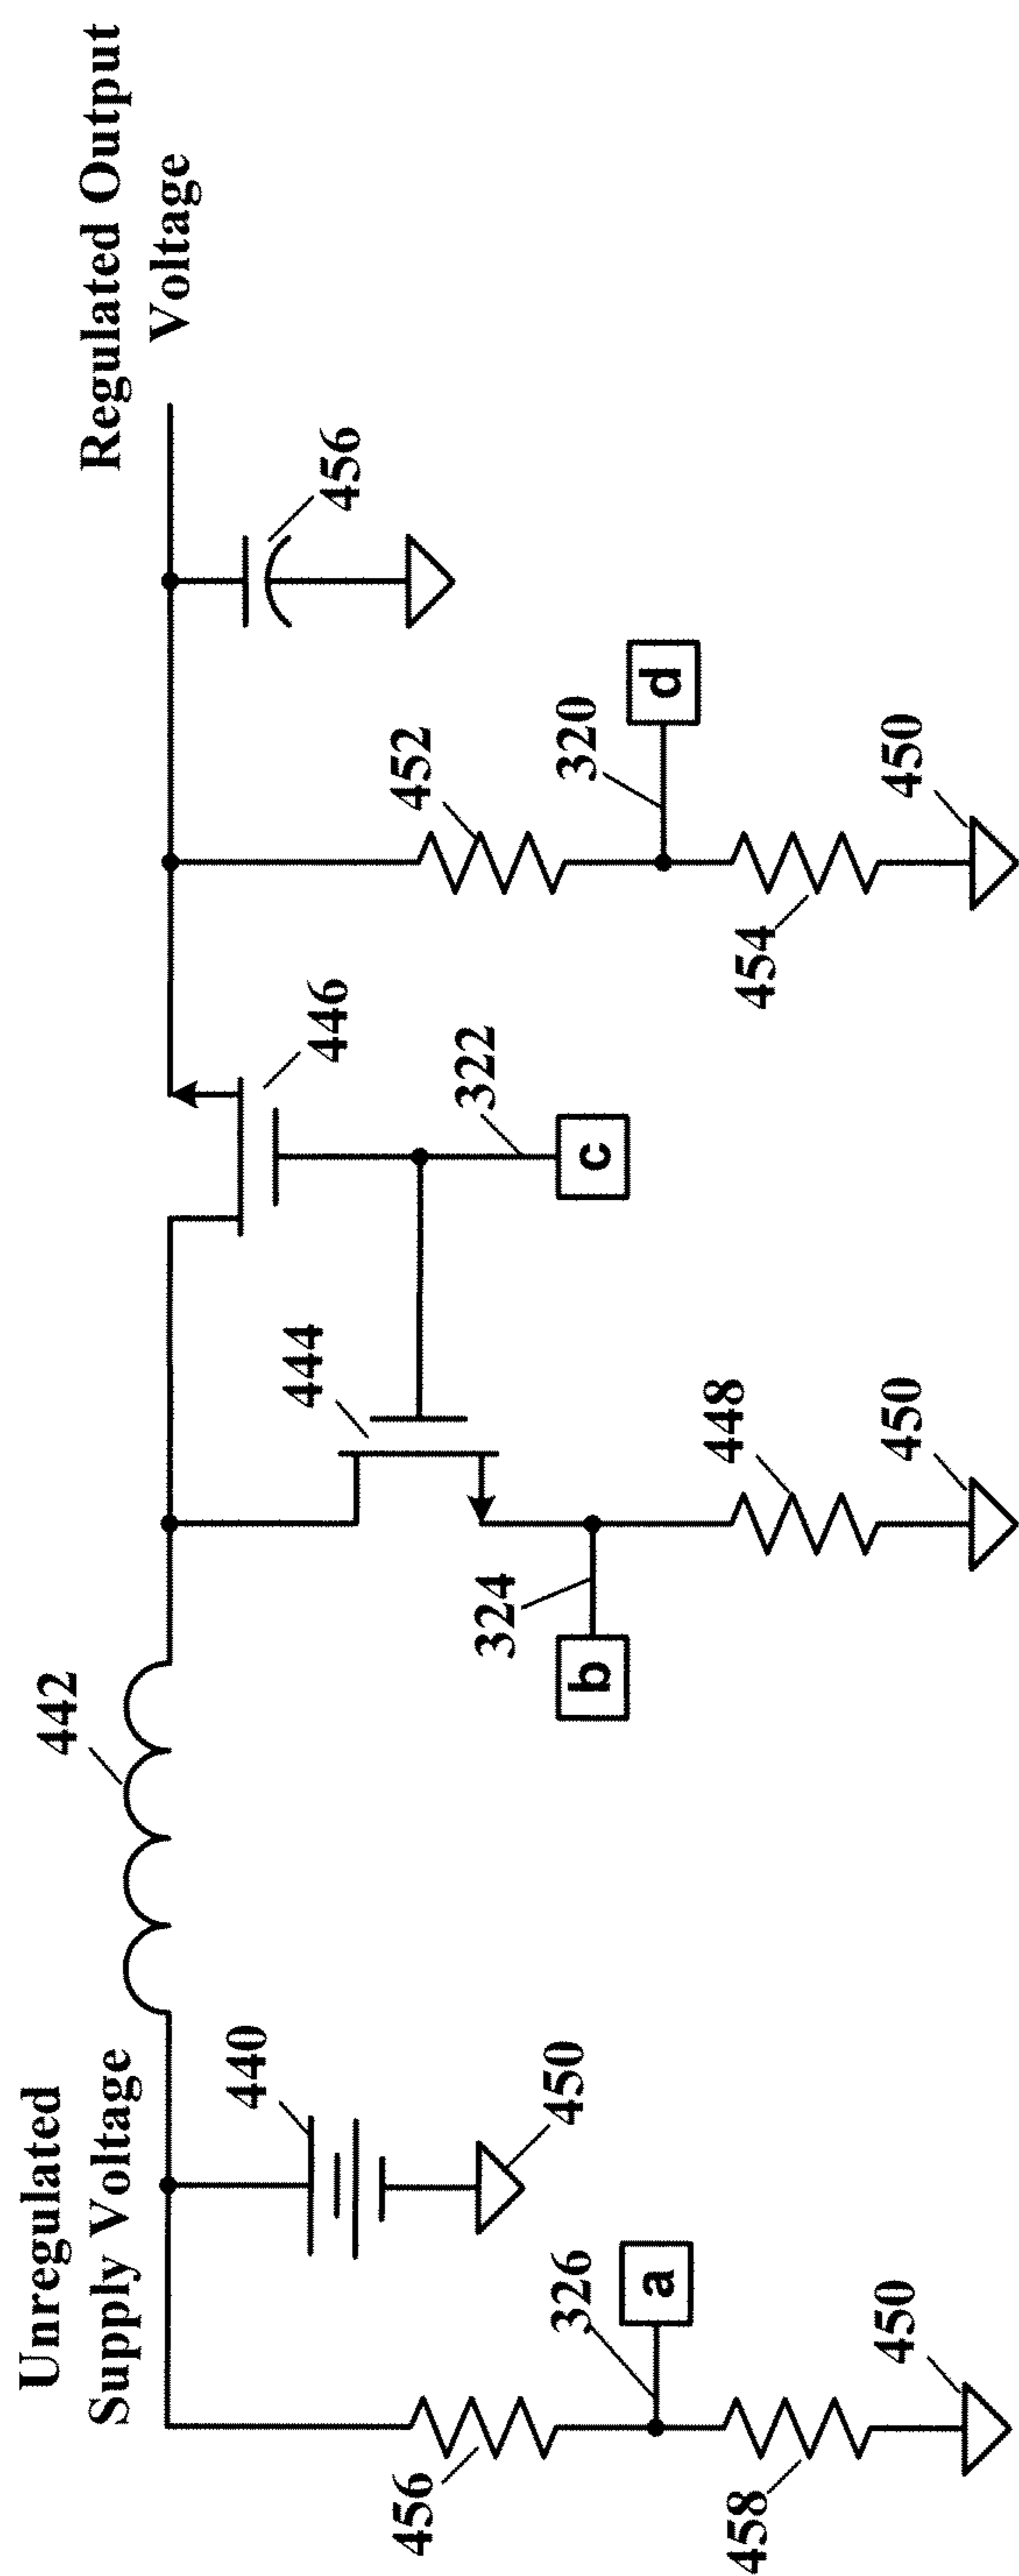 Unregulated
Supply Voltage
Regulated Output
Voltage
442
440
450
456
326
a
458
450
444
446
322
c
324
b
448
450
452
320
d
454
450
456